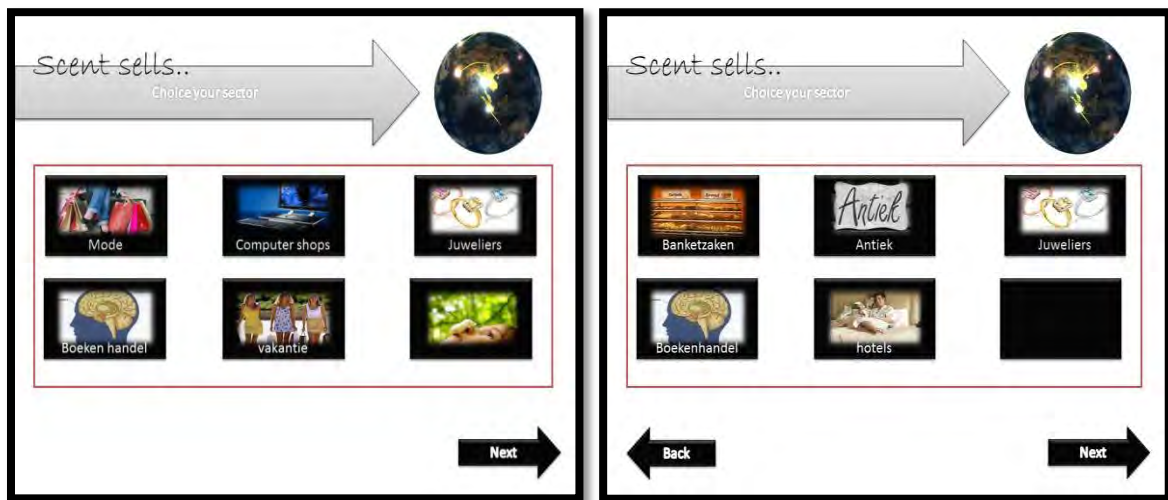 Scent sells..
Choice your sector
Mode
Computer shops
Juweliers
Boeken handel
vakantie
Next
Scent sells..
Choice your sector
Banketzaken
Antiek
Antiek
Juweliers
Boekenhandel
hotels
Back
Next